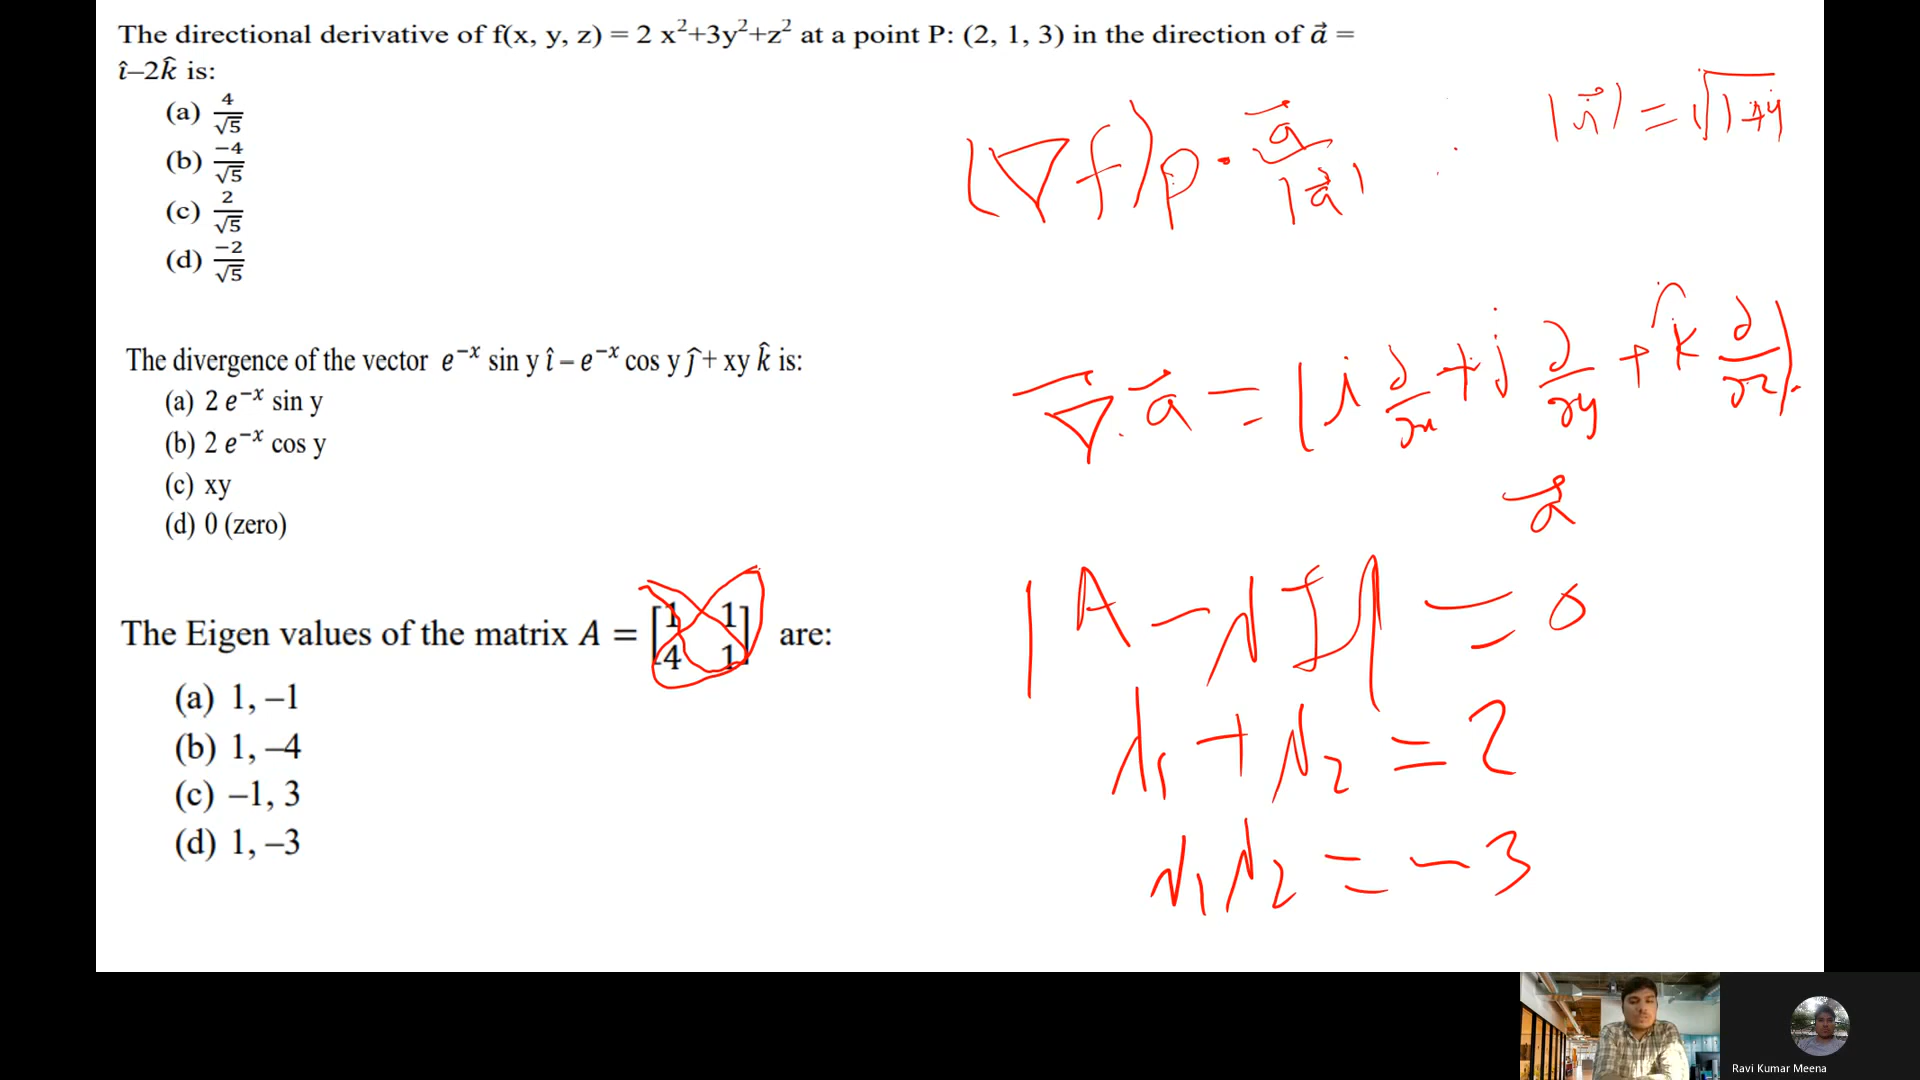 The directional derivative of f(x, y, z) = 2 x²+3y²+z² at a point P: (2, 1, 3) in the direction of a⃗ =
î–2k̂ is:
(a) 4/√5
(b) −4/√5
(c) 2/√5
(d) −2/√5
(∇f)p · a⃗/|a⃗|
|a⃗| = √1+4
The divergence of the vector e⁻ˣ sin y î – e⁻ˣ cos y ĵ + xy k̂ is:
(a) 2 e⁻ˣ sin y
(b) 2 e⁻ˣ cos y
(c) xy
(d) 0 (zero)
∇⃗ . a⃗ = (i ∂/∂x + j ∂/∂y + k̂ ∂/∂z).
a⃗
The Eigen values of the matrix A = [1 1
4 1] are:
(a) 1, –1
(b) 1, –4
(c) –1, 3
(d) 1, –3
|A – λI| = 0
λ₁ + λ₂ = 2
λ₁λ₂ = – 3
Ravi Kumar Meena